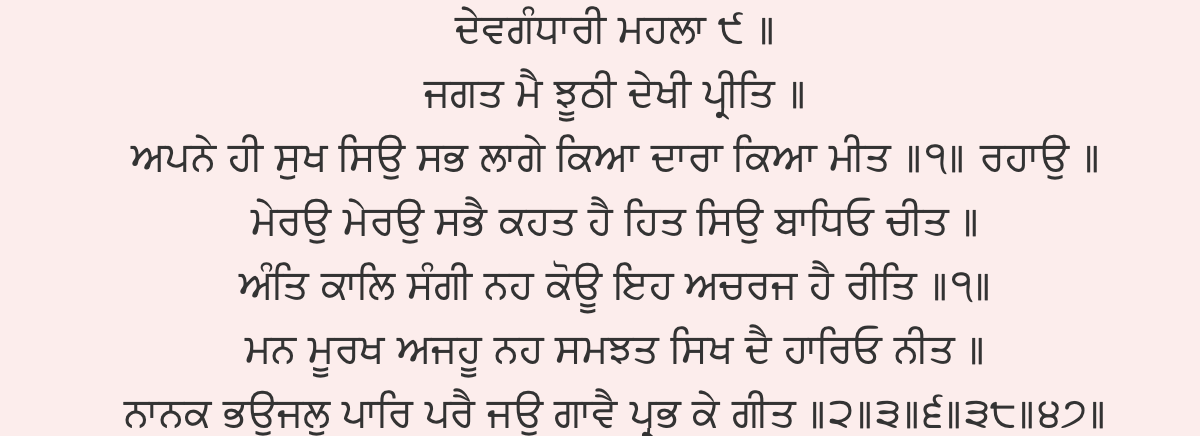 ਦੇਵਗੰਧਾਰੀ ਮਹਲਾ ੯ ॥
ਜਗਤ ਮੈ ਝੂਠੀ ਦੇਖੀ ਪ੍ਰੀਤਿ ॥
ਅਪਨੇ ਹੀ ਸੁਖ ਸਿਉ ਸਭ ਲਾਗੇ ਕਿਆ ਦਾਰਾ ਕਿਆ ਮੀਤ ॥੧॥ ਰਹਾਉ ॥
ਮੇਰਉ ਮੇਰਉ ਸਭੈ ਕਹਤ ਹੈ ਹਿਤ ਸਿਉ ਬਾਧਿਓ ਚੀਤ ॥
ਅੰਤਿ ਕਾਲਿ ਸੰਗੀ ਨਹ ਕੋਊ ਇਹ ਅਚਰਜ ਹੈ ਰੀਤਿ ॥੧॥
ਮਨ ਮੂਰਖ ਅਜਹੂ ਨਹ ਸਮਝਤ ਸਿਖ ਦੈ ਹਾਰਿਓ ਨੀਤ ॥
ਨਾਨਕ ਭਉਜਲੁ ਪਾਰਿ ਪਰੈ ਜਉ ਗਾਵੈ ਪ੍ਰਭ ਕੇ ਗੀਤ ॥੨॥੩॥੬॥੩੮॥੪੭॥